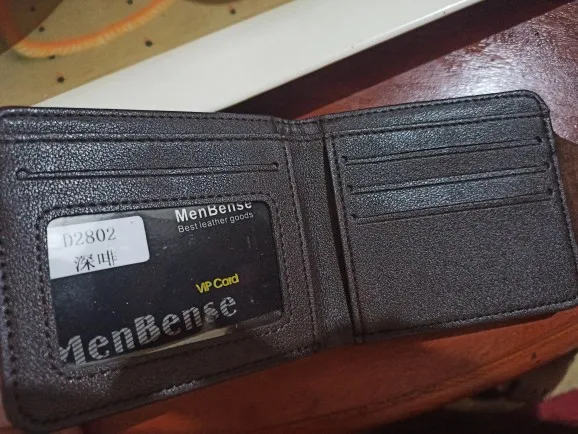 D2802
深啡
MenBense
Best leather goods
VIP Card
MenBense